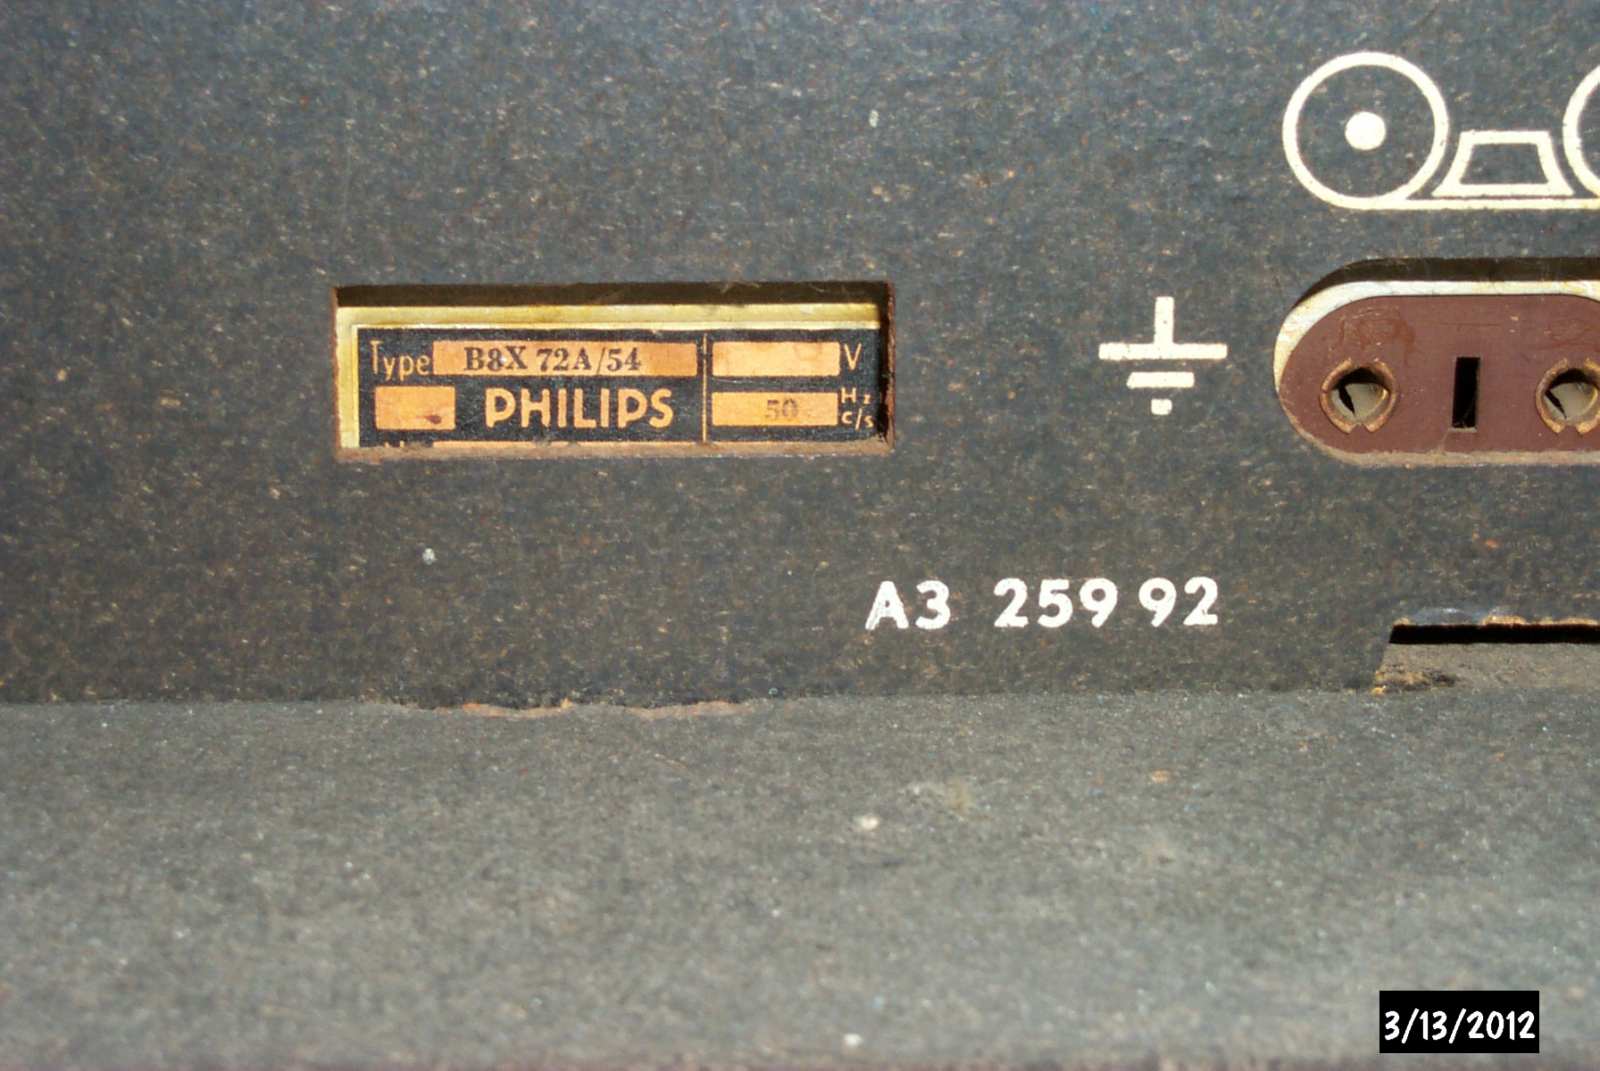 Type B8X 72A/54 V
PHILIPS 50 Hz
c/s
A3 259 92
3/13/2012